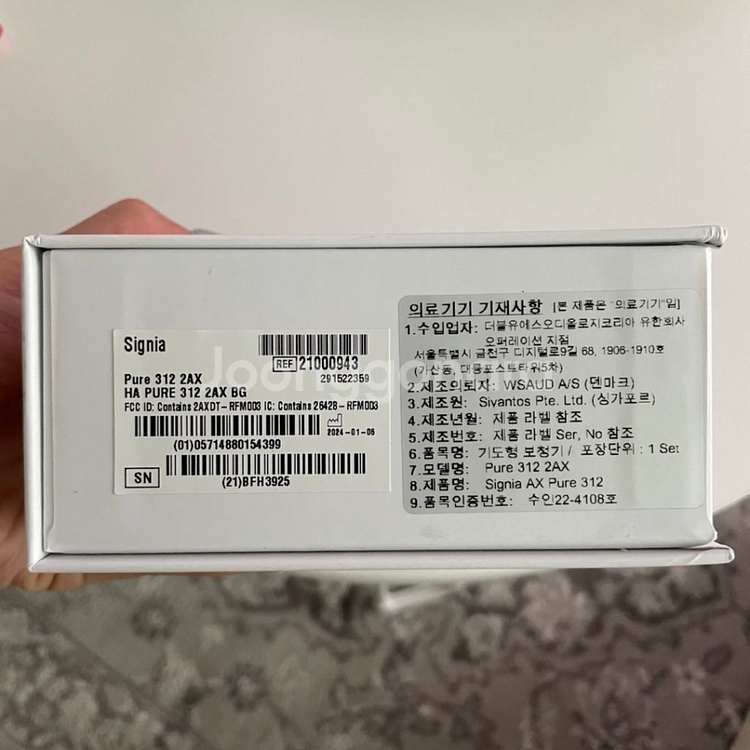 Signia
REF 21000943
291522359
Pure 312 2AX
HA PURE 312 2AX BG
FCC ID: Contains 2AXDT-RFM003 IC: Contains 26428-RFM003
2024-01-06
(01)05714880154399
SN
(21)BFH3925
의료기기 기재사항 [본 제품은 "의료기기"임]
1.수입업자: 더블유에스오디올로지코리아 유한회사
오퍼레이션 지점
서울특별시 금천구 디지털로9길 68, 1906-1910호
(가산동, 대륭포스트타워5차)
2.제조의뢰자: WSAUD A/S (덴마크)
3.제조원: Sivantos Pte. Ltd. (싱가포르)
4.제조년월: 제품 라벨 참조
5.제조번호: 제품 라벨 Ser, No 참조
6.품목명: 기도형 보청기 / 포장단위 : 1 Set
7.모델명: Pure 312 2AX
8.제품명: Signia AX Pure 312
9.품목인증번호: 수인22-4108호